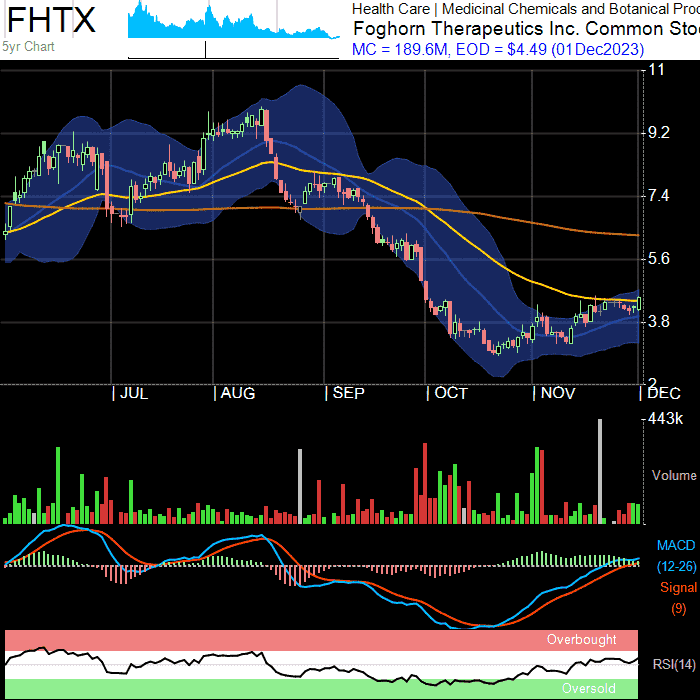 FHTX
5yr Chart
Health Care | Medicinal Chemicals and Botanical Proc
Foghorn Therapeutics Inc. Common Sto
MC = 189.6M, EOD = $4.49 (01Dec2023)
11
9.2
7.4
5.6
3.8
2
JUL AUG SEP OCT NOV DEC
443k
Volume
MACD
(12-26)
Signal
(9)
Overbought
RSI(14)
Oversold